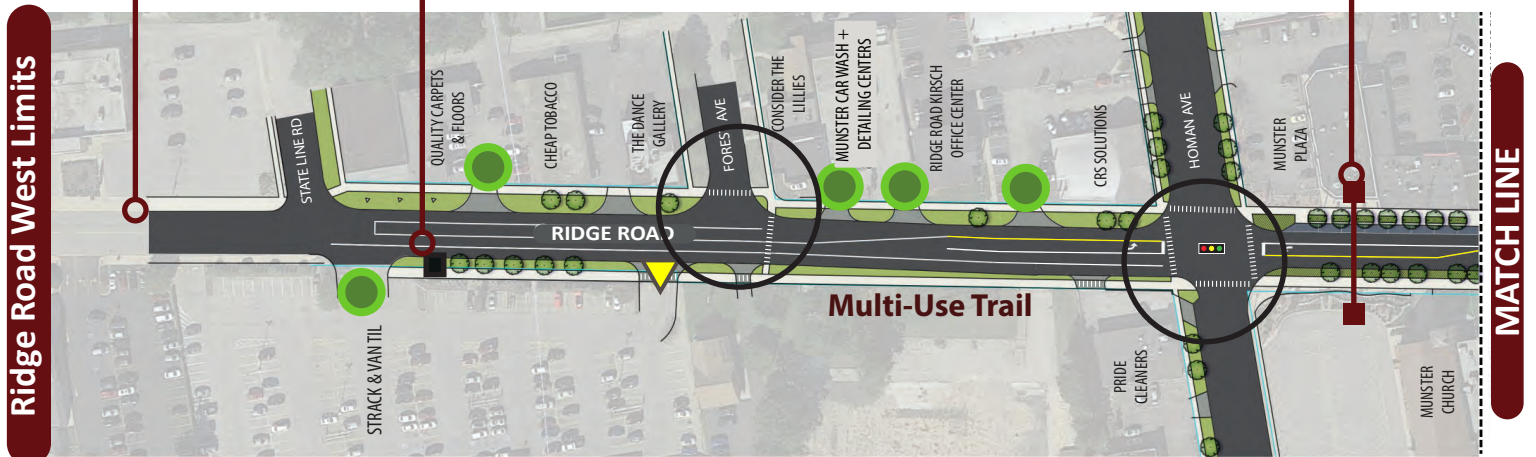 Ridge Road West Limits
STATE LINE RD
QUALITY CARPETS
& FLOORS
CHEAP TOBACCO
THE DANCE
GALLERY
FOREST AVE
CONSIDER THE
LILLIES
MUNSTER CAR WASH +
DETAILING CENTERS
RIDGE ROAD KIRSCH
OFFICE CENTER
CRS SOLUTIONS
HOMAN AVE
MUNSTER
PLAZA
RIDGE ROAD
Multi-Use Trail
STRACK & VAN TIL
PRIDE
CLEANERS
MUNSTER
CHURCH
MATCH LINE